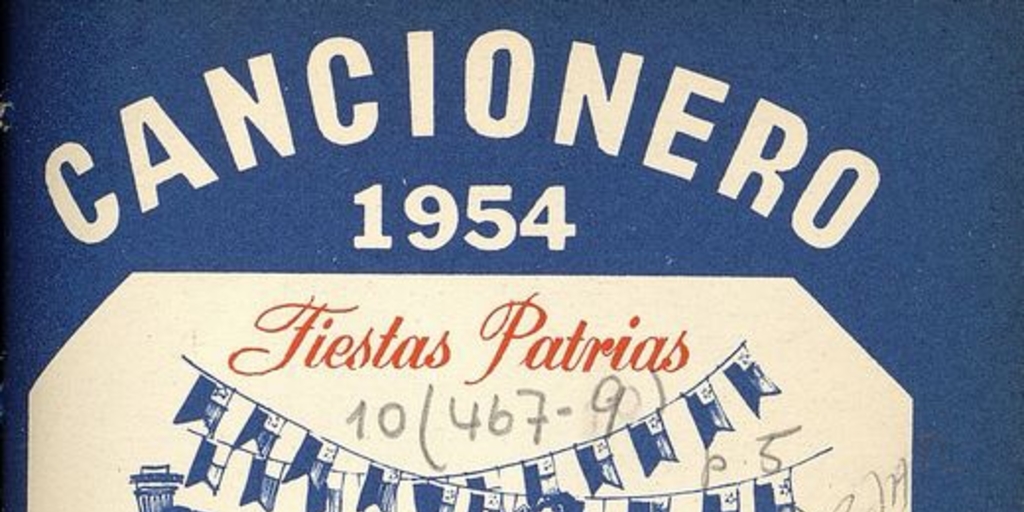 CANCIONERO
1954
Fiestas Patrias
10(467-9)
p. 5